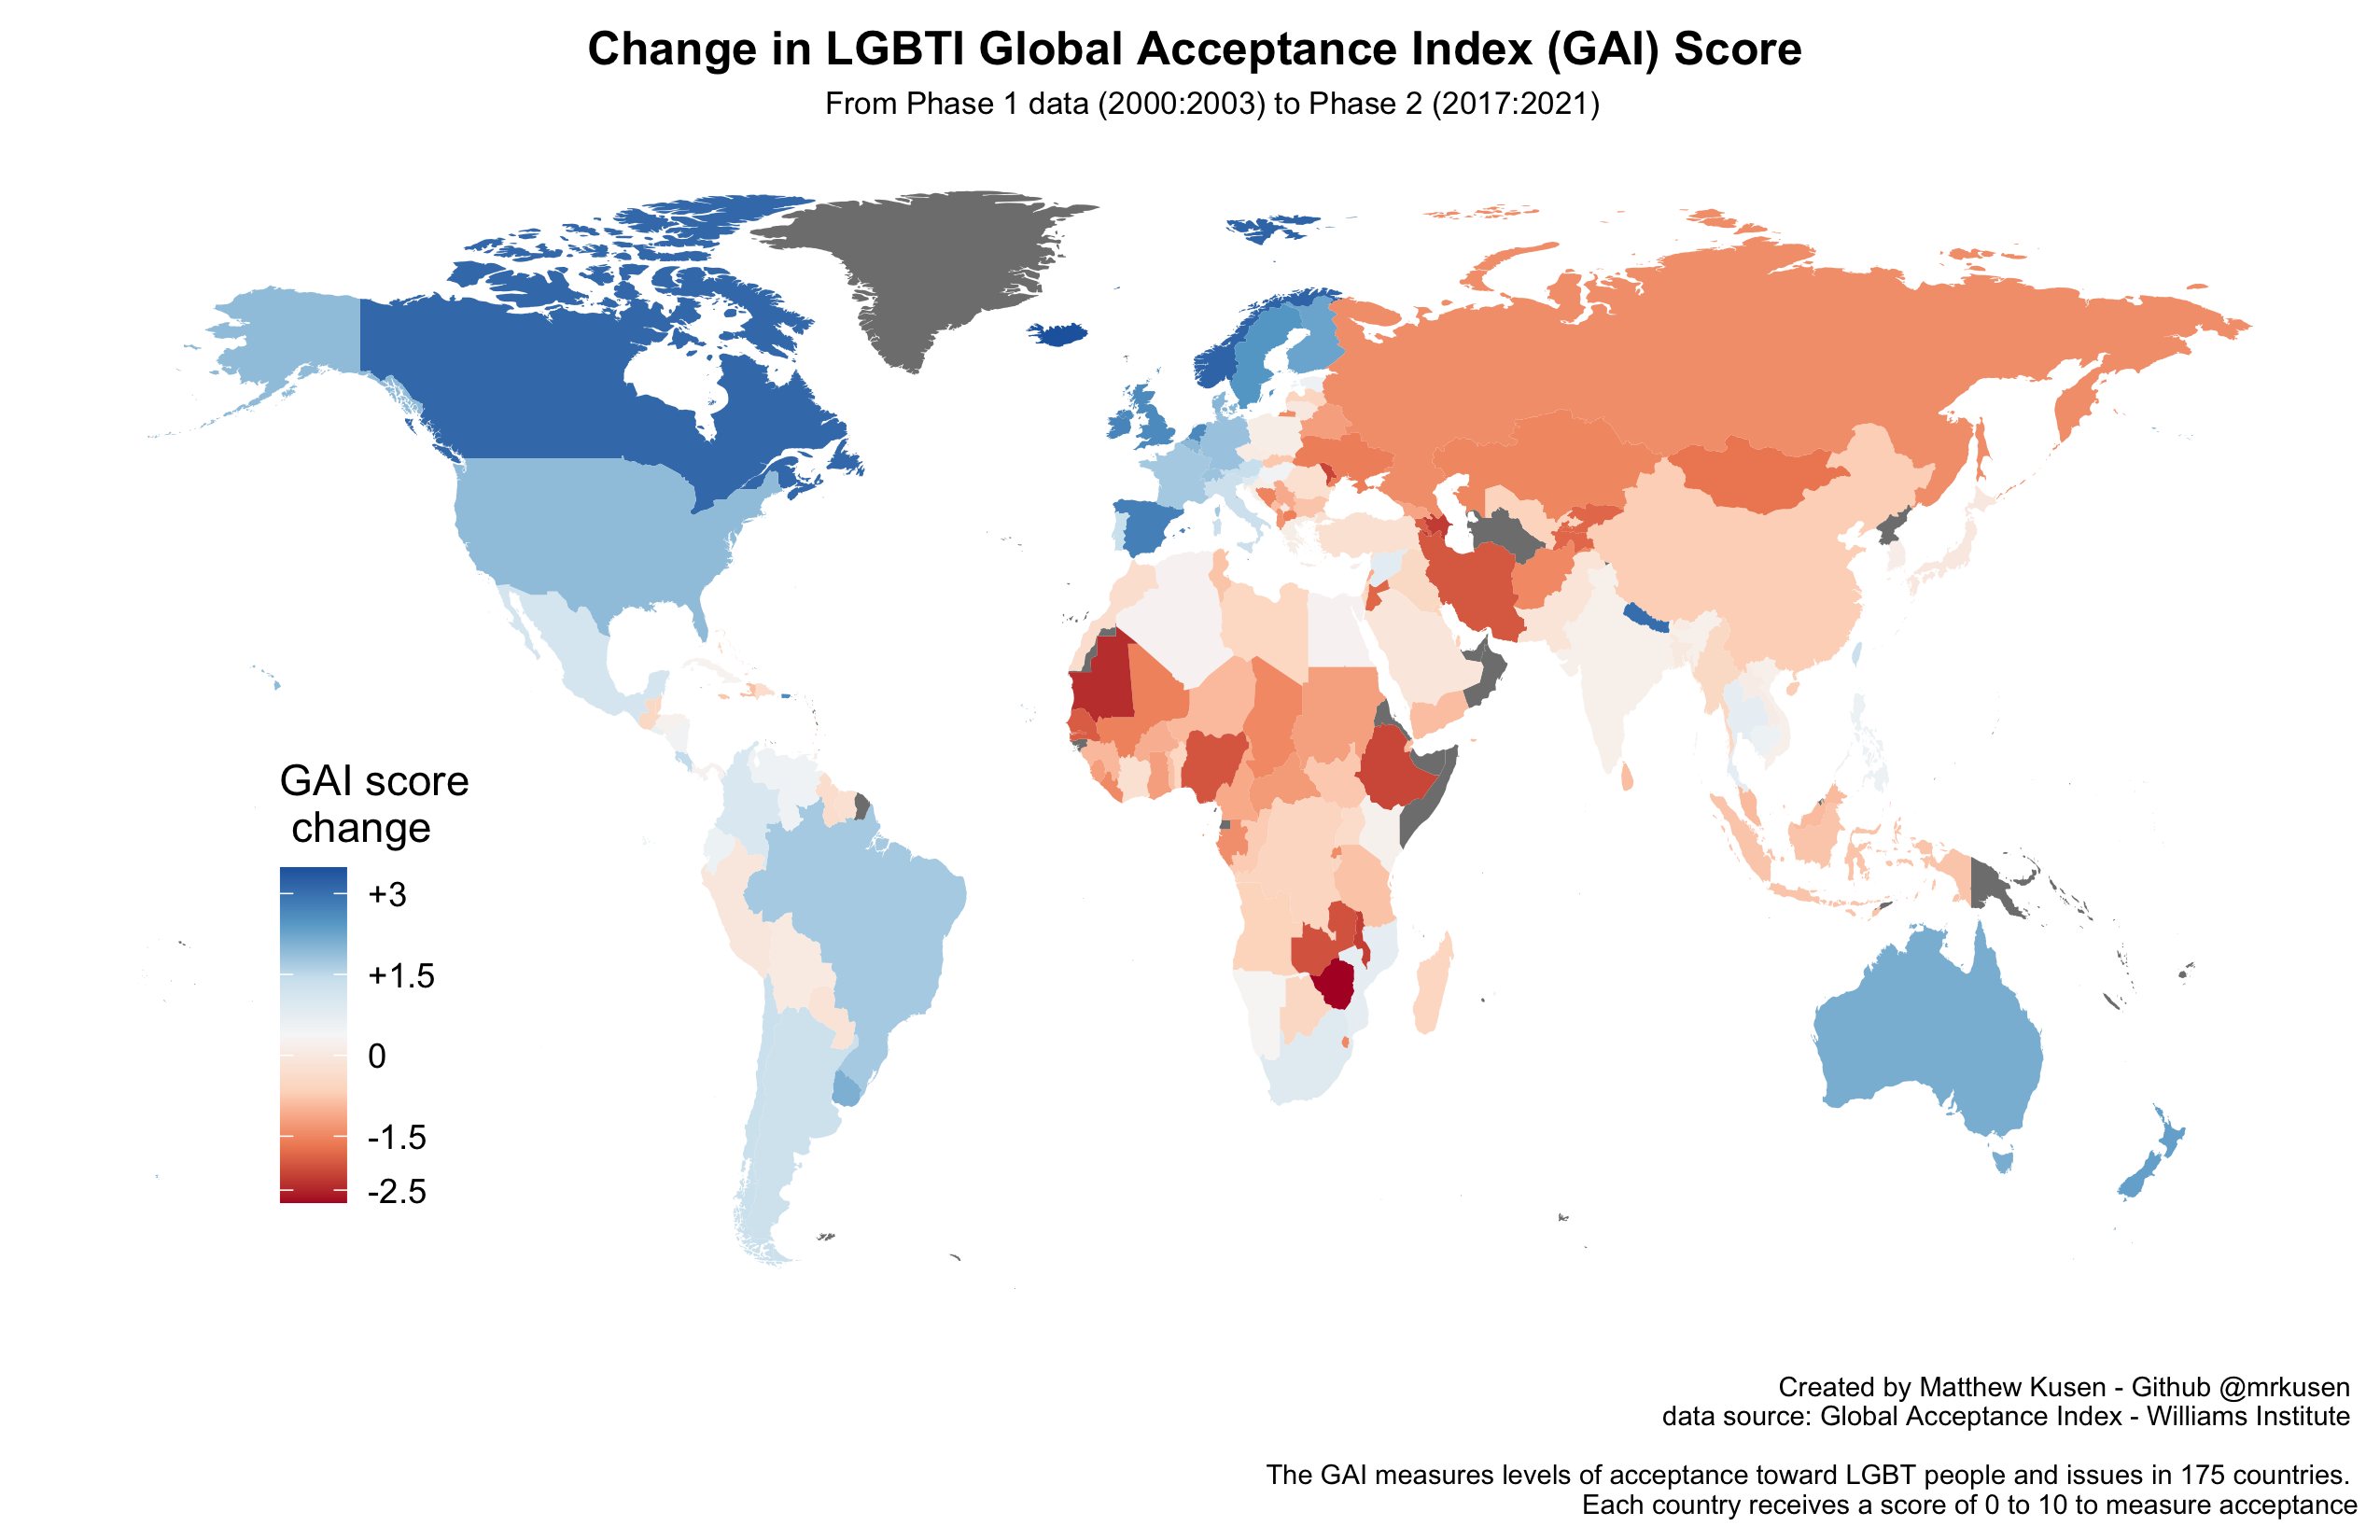 Change in LGBTI Global Acceptance Index (GAI) Score
From Phase 1 data (2000:2003) to Phase 2 (2017:2021)
GAI score
change
+3
+1.5
0
-1.5
-2.5
Created by Matthew Kusen - Github @mrkusen
data source: Global Acceptance Index - Williams Institute
The GAI measures levels of acceptance toward LGBT people and issues in 175 countries.
Each country receives a score of 0 to 10 to measure acceptance